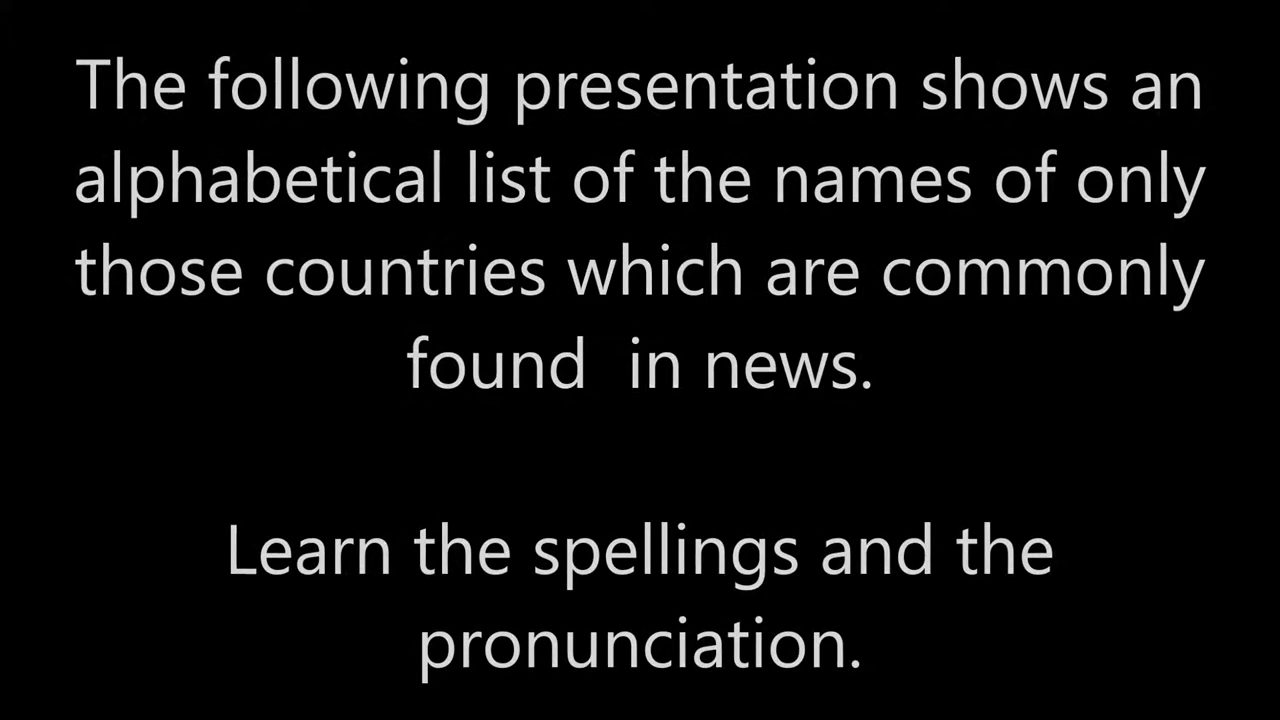 The following presentation shows an
alphabetical list of the names of only
those countries which are commonly
found  in news.
Learn the spellings and the
pronunciation.